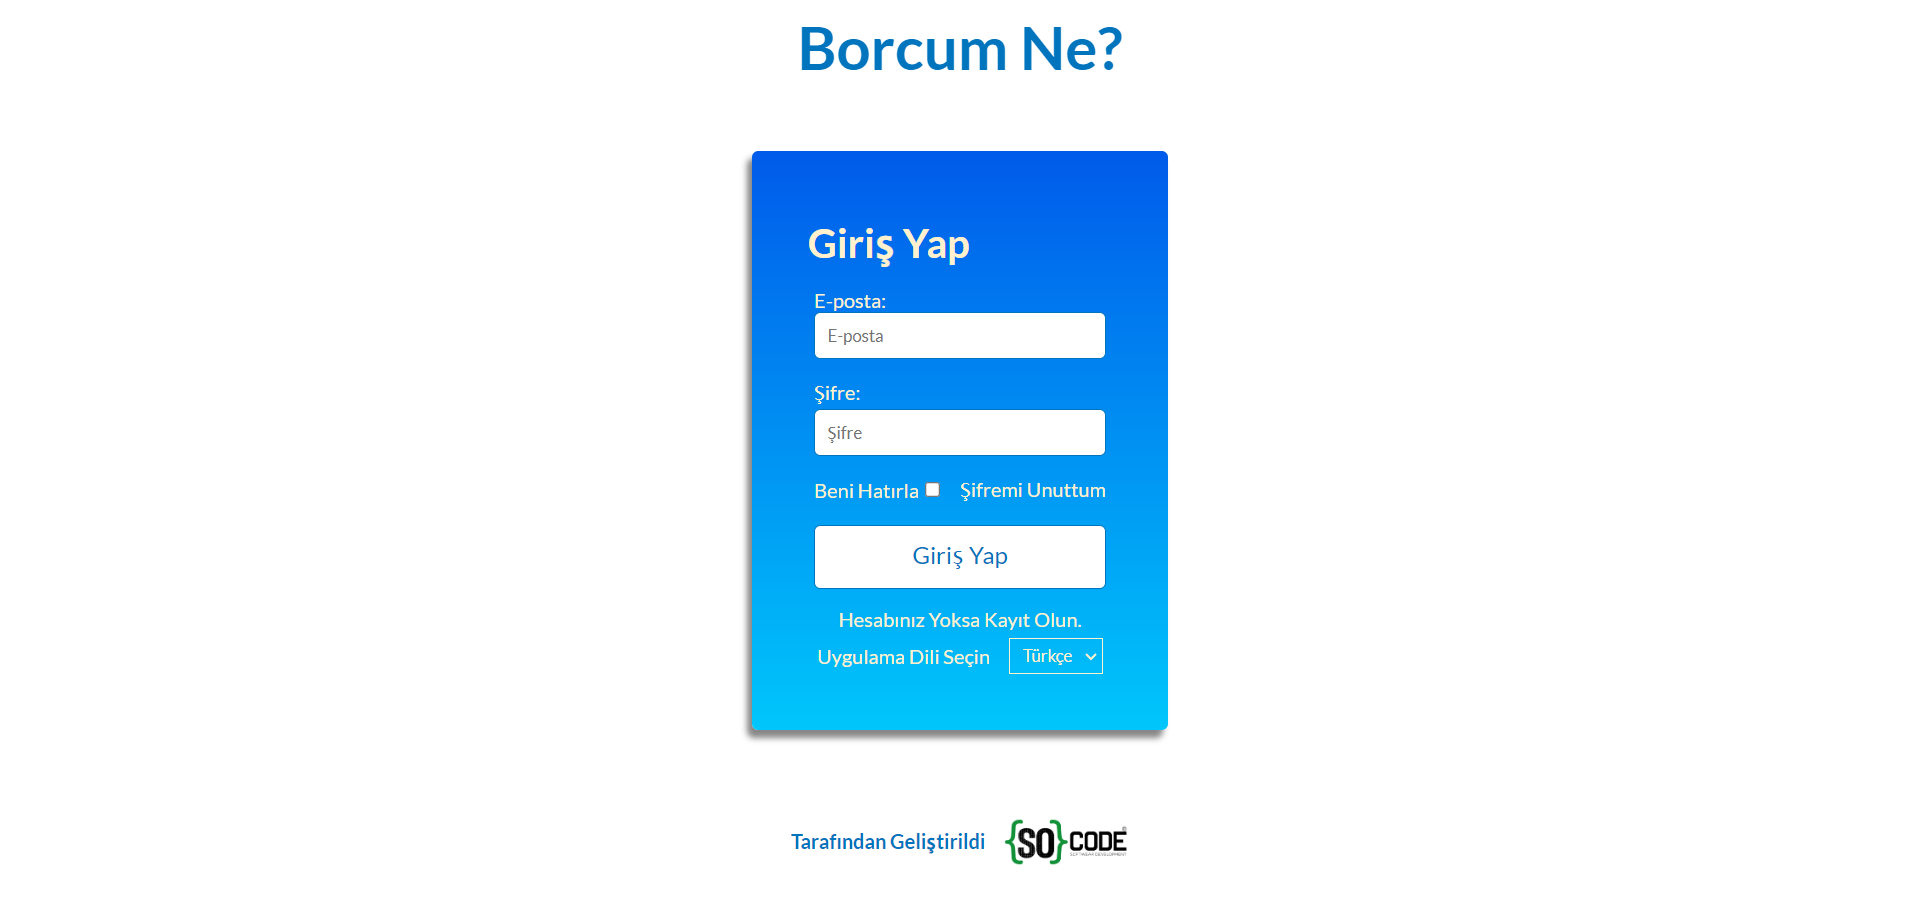 Borcum Ne?
Giriş Yap
E-posta:
E-posta
Şifre:
Şifre
Beni Hatırla Şifremi Unuttum
Giriş Yap
Hesabınız Yoksa Kayıt Olun.
Uygulama Dili Seçin Türkçe
Tarafından Geliştirildi {SO}CODE
SOFTWEAR DEVELOPMENT